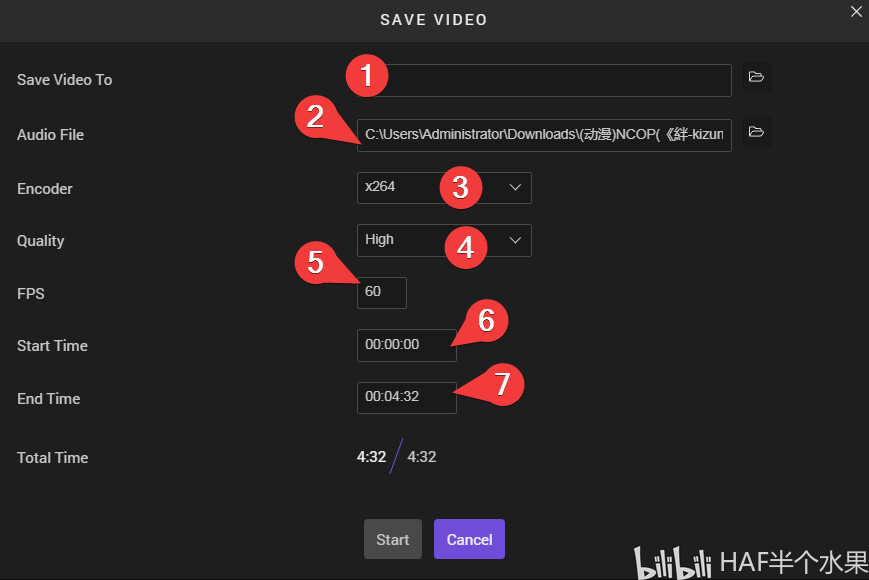 SAVE VIDEO
Save Video To
1
2
Audio File
C:\Users\Administrator\Downloads\(动漫)NCOP(《絆-kizun
Encoder
x264
3
Quality
High
4
5
FPS
60
6
Start Time
00:00:00
7
End Time
00:04:32
Total Time
4:32 / 4:32
Start
Cancel
bilibili HAF半个水果